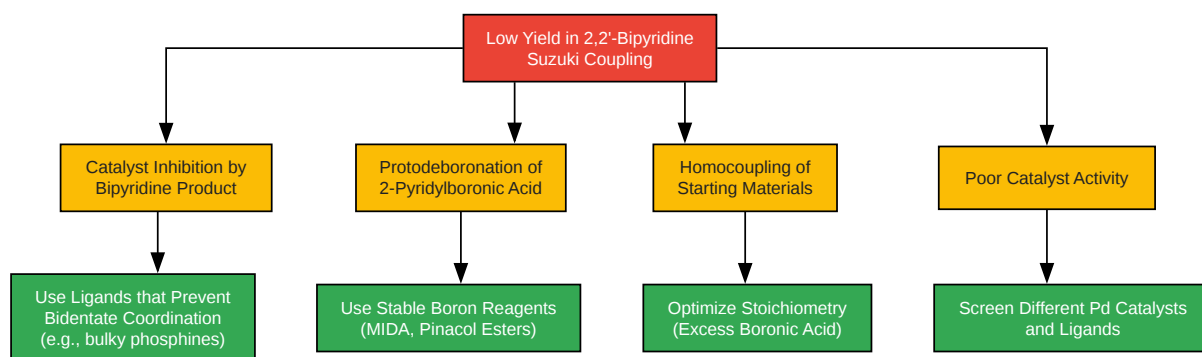 Low Yield in 2,2'-Bipyridine
Suzuki Coupling
Catalyst Inhibition by
Bipyridine Product
Protodeboronation of
2-Pyridylboronic Acid
Homocoupling of
Starting Materials
Poor Catalyst Activity
Use Ligands that Prevent
Bidentate Coordination
(e.g., bulky phosphines)
Use Stable Boron Reagents
(MIDA, Pinacol Esters)
Optimize Stoichiometry
(Excess Boronic Acid)
Screen Different Pd Catalysts
and Ligands